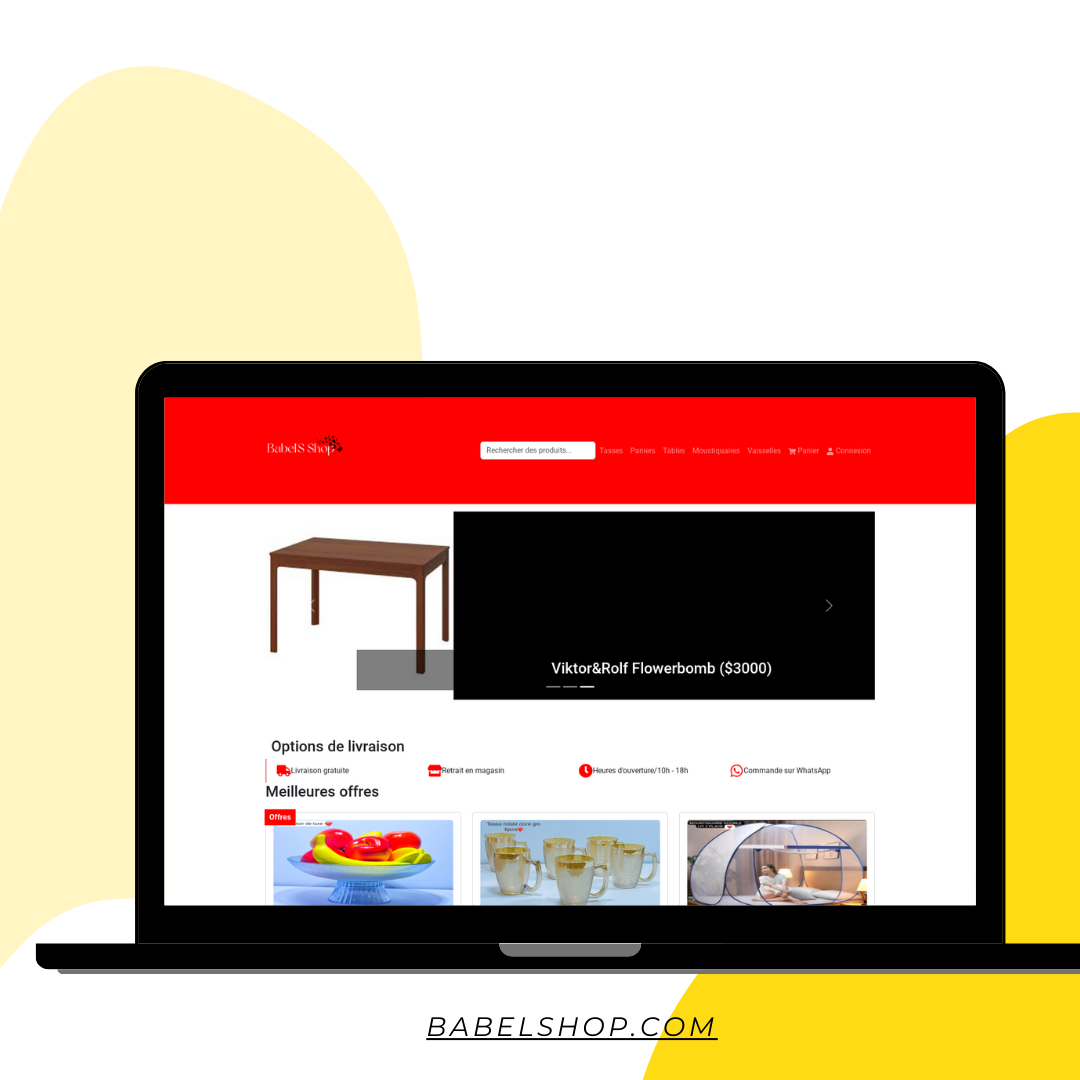 BabelS Shop
Rechercher des produits... Tasses Paniers Tables Moustiquaires Vaisselles Panier Connexion
Viktor&Rolf Flowerbomb ($3000)
Options de livraison
Livraison gratuite Retrait en magasin Heures d'ouverture/10h - 18h Commande sur WhatsApp
Meilleures offres
Offres
6pcs
BABELSHOP.COM